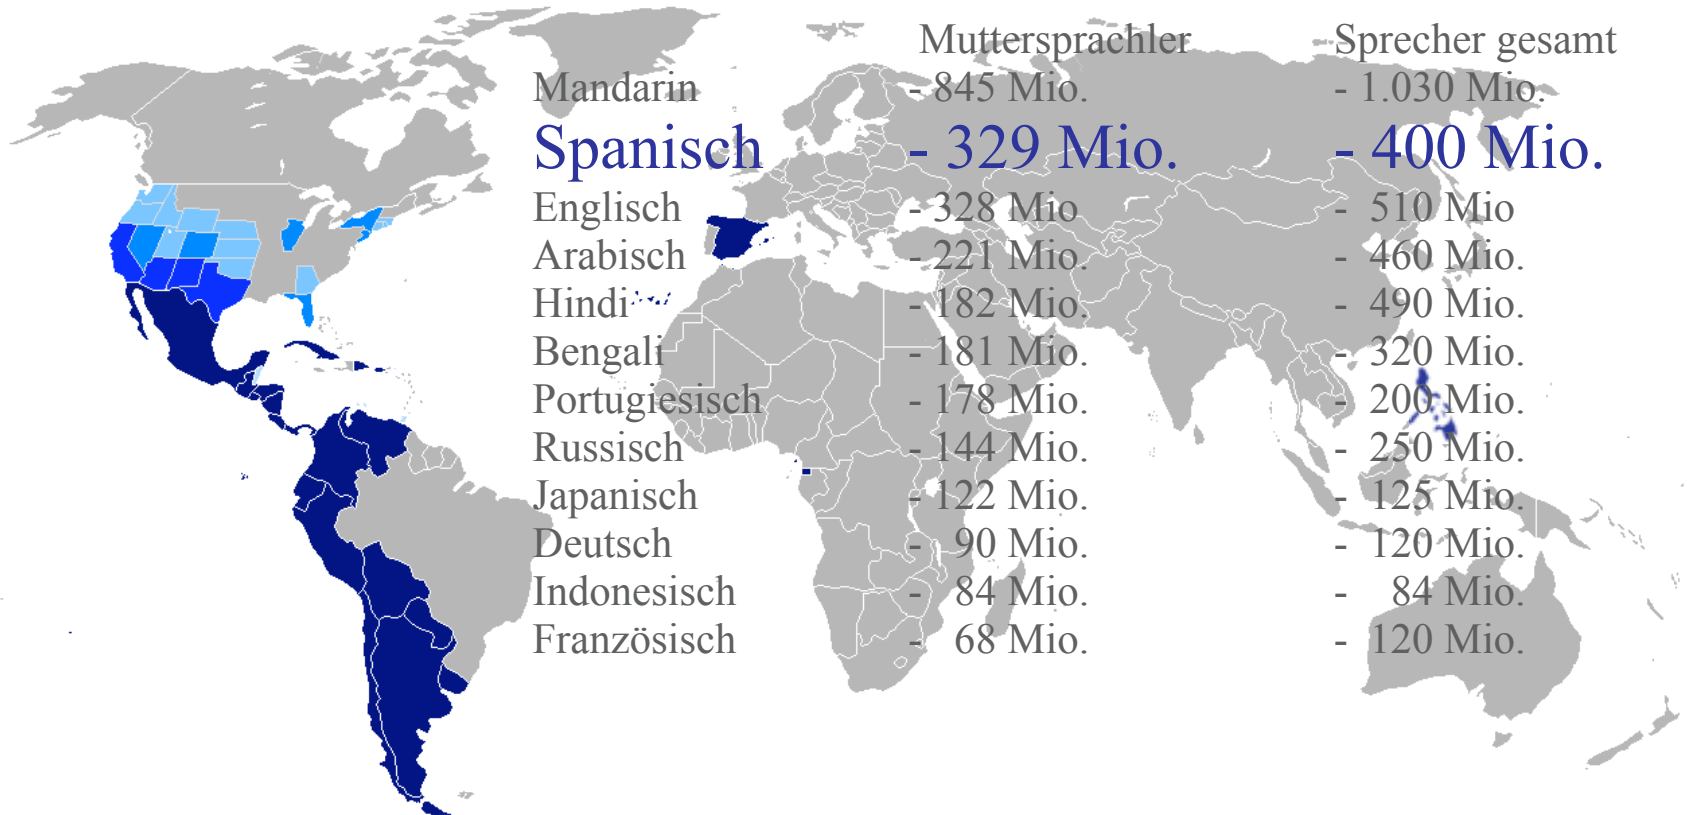 Muttersprachler Sprecher gesamt
Mandarin - 845 Mio. - 1.030 Mio.
Spanisch - 329 Mio. - 400 Mio.
Englisch - 328 Mio - 510 Mio
Arabisch - 221 Mio. - 460 Mio.
Hindi - 182 Mio. - 490 Mio.
Bengali - 181 Mio. - 320 Mio.
Portugiesisch - 178 Mio. - 200 Mio.
Russisch - 144 Mio. - 250 Mio.
Japanisch - 122 Mio. - 125 Mio.
Deutsch - 90 Mio. - 120 Mio.
Indonesisch - 84 Mio. - 84 Mio.
Französisch - 68 Mio. - 120 Mio.